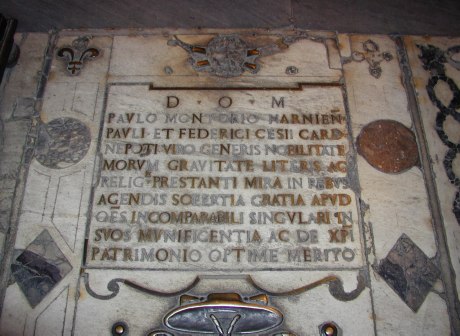 D · O · M
PAVLO MONTORIO NARNIEN
PAVLI ET FEDERICI CESII CARD
NEPOTI VIRO GENERIS NOBILITATE
MORVM GRAVITATE LITERIS AC
RELIG PRESTANTI MIRA IN REBVS
AGENDIS SOLERTIA GRATIA APVD
OES INCOMPARABILI SINGVLARI IN
SVOS MVNIFICENTIA AC DE XPI
PATRIMONIO OPTIME MERITO